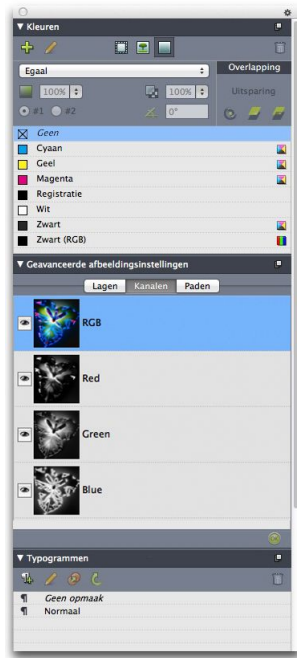 Kleuren
Egaal
Overlapping
100%
100%
Uitsparing
#1 #2
0°
Geen
Cyaan
Geel
Magenta
Registratie
Wit
Zwart
Zwart (RGB)
Geavanceerde afbeeldingsinstellingen
Lagen Kanalen Paden
RGB
Red
Green
Blue
Typogrammen
Geen opmaak
Normaal